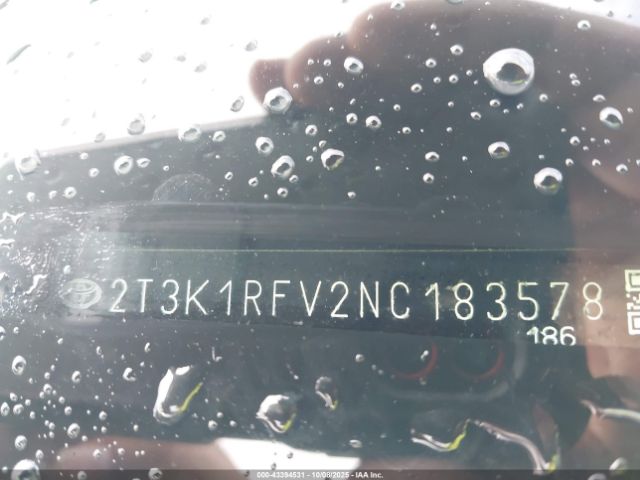 2T3K1RFV2NC183578
186
000-43394531 - 10/08/2025 - IAA Inc.